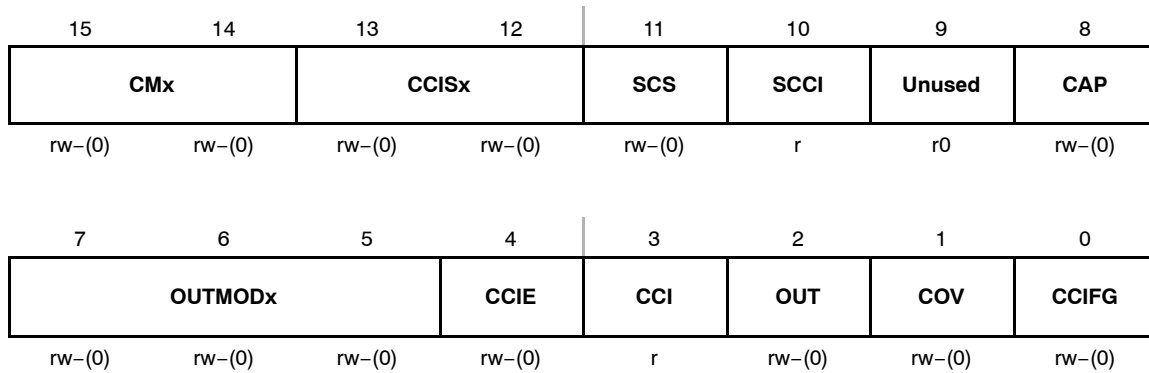 15 14 13 12 11 10 9 8
CMx CCISx SCS SCCI Unused CAP
rw−(0) rw−(0) rw−(0) rw−(0) rw−(0) r r0 rw−(0)
7 6 5 4 3 2 1 0
OUTMODx CCIE CCI OUT COV CCIFG
rw−(0) rw−(0) rw−(0) rw−(0) r rw−(0) rw−(0) rw−(0)